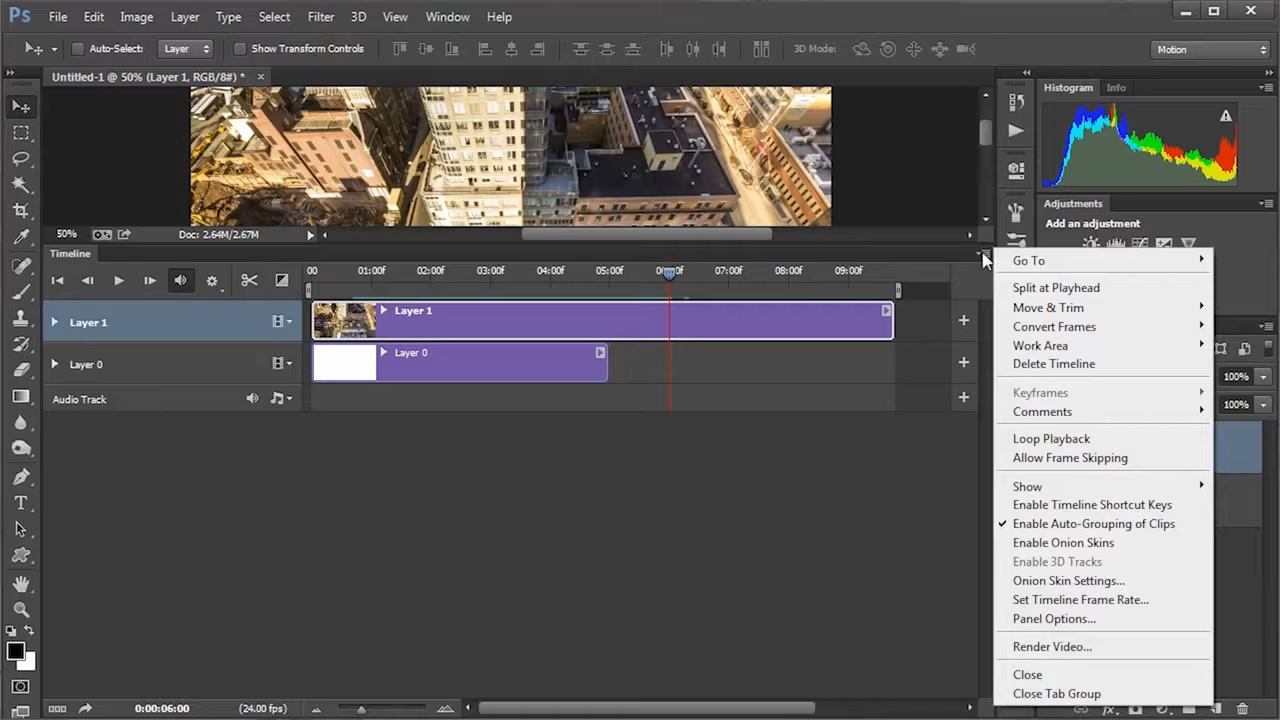 Ps File Edit Image Layer Type Select Filter 3D View Window Help
Auto-Select: Layer Show Transform Controls 3D Mode: Motion
Untitled-1 @ 50% (Layer 1, RGB/8#) * ×
Histogram Info
Adjustments
Add an adjustment
50% Doc: 2.64M/2.67M
Timeline
00 01:00f 02:00f 03:00f 04:00f 05:00f 06:00f 07:00f 08:00f 09:00f
Layer 1 Layer 1
Layer 0 Layer 0
Audio Track
Go To
Split at Playhead
Move & Trim
Convert Frames
Work Area
Delete Timeline
Keyframes
Comments
Loop Playback
Allow Frame Skipping
Show
Enable Timeline Shortcut Keys
Enable Auto-Grouping of Clips
Enable Onion Skins
Enable 3D Tracks
Onion Skin Settings...
Set Timeline Frame Rate...
Panel Options...
Render Video...
Close
Close Tab Group
100%
100%
0:00:06:00 (24.00 fps)